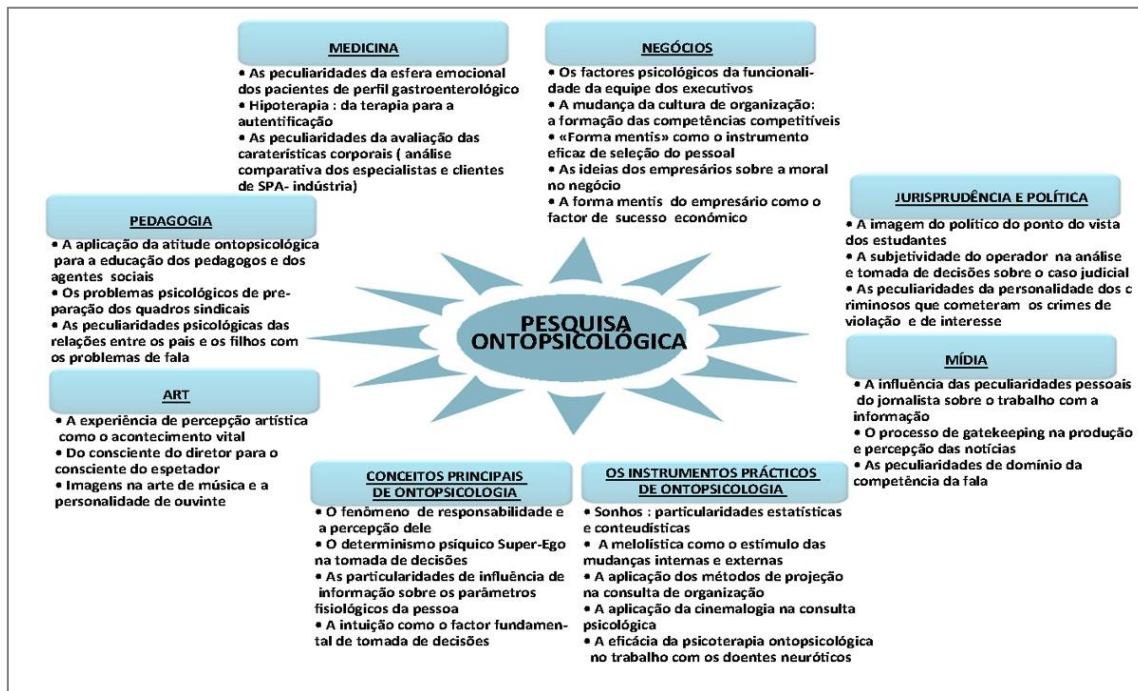 MEDICINA
• As peculiaridades da esfera emocional
dos pacientes de perfil gastroenterológico
• Hipoterapia : da terapia para a
autentificação
• As peculiaridades da avaliação das
caraterísticas corporais ( análise
comparativa dos especialistas e clientes
de SPA- indústria)
NEGÓCIOS
• Os factores psicológicos da funcionali-
dade da equipe dos executivos
• A mudança da cultura de organização:
a formação das competências competitíveis
• «Forma mentis» como o instrumento
eficaz de seleção do pessoal
• As ideias dos empresários sobre a moral
no negócio
• A forma mentis do empresário como o
factor de sucesso económico
JURISPRUDÊNCIA E POLÍTICA
• A imagem do político do ponto do vista
dos estudantes
• A subjetividade do operador na análise
e tomada de decisões sobre o caso judicial
• As peculiaridades da personalidade dos c
riminosos que cometeram os crimes de
violação e de interesse
PEDAGOGIA
• A aplicação da atitude ontopsicológica
para a educação dos pedagogos e dos
agentes sociais
• Os problemas psicológicos de pre-
paração dos quadros sindicais
• As peculiaridades psicológicas das
relações entre os pais e os filhos com
os problemas de fala
PESQUISA
ONTOPSICOLÓGICA
MÍDIA
• A influência das peculiaridades pessoais
do jornalista sobre o trabalho com a
informação
• O processo de gatekeeping na produção
e percepção das notícias
• As peculiaridades de domínio da
competência da fala
ART
• A experiência de percepção artística
como o acontecimento vital
• Do consciente do diretor para o
consciente do espetador
• Imagens na arte de música e a
personalidade de ouvinte
CONCEITOS PRINCIPAIS
DE ONTOPSICOLOGIA
• O fenômeno de responsabilidade e
a percepção dele
• O determinismo psíquico Super-Ego
na tomada de decisões
• As particularidades de influência de
informação sobre os parámetros
fisiológicos da pessoa
• A intuição como o factor fundamen-
tal de tomada de decisões
OS INSTRUMENTOS PRÁCTICOS
DE ONTOPSICOLOGIA
• Sonhos : particularidades estatísticas
e conteudísticas
• A melolística como o estímulo das
mudanças internas e externas
• A aplicação dos métodos de projeção
na consulta de organização
• A aplicação da cinemalogia na consulta
psicológica
• A eficácia da psicoterapia ontopsicológica
no trabalho com os doentes neuróticos